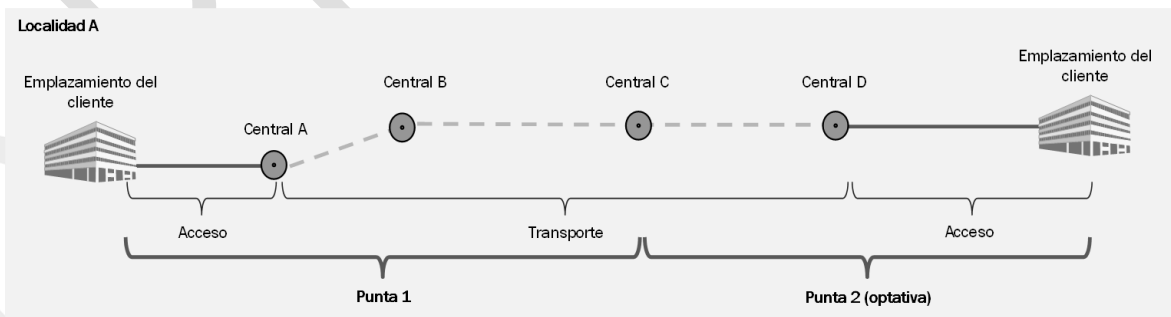 Localidad A
Emplazamiento del
cliente
Central A
Central B
Central C
Central D
Emplazamiento del
cliente
Acceso
Transporte
Acceso
Punta 1
Punta 2 (optativa)